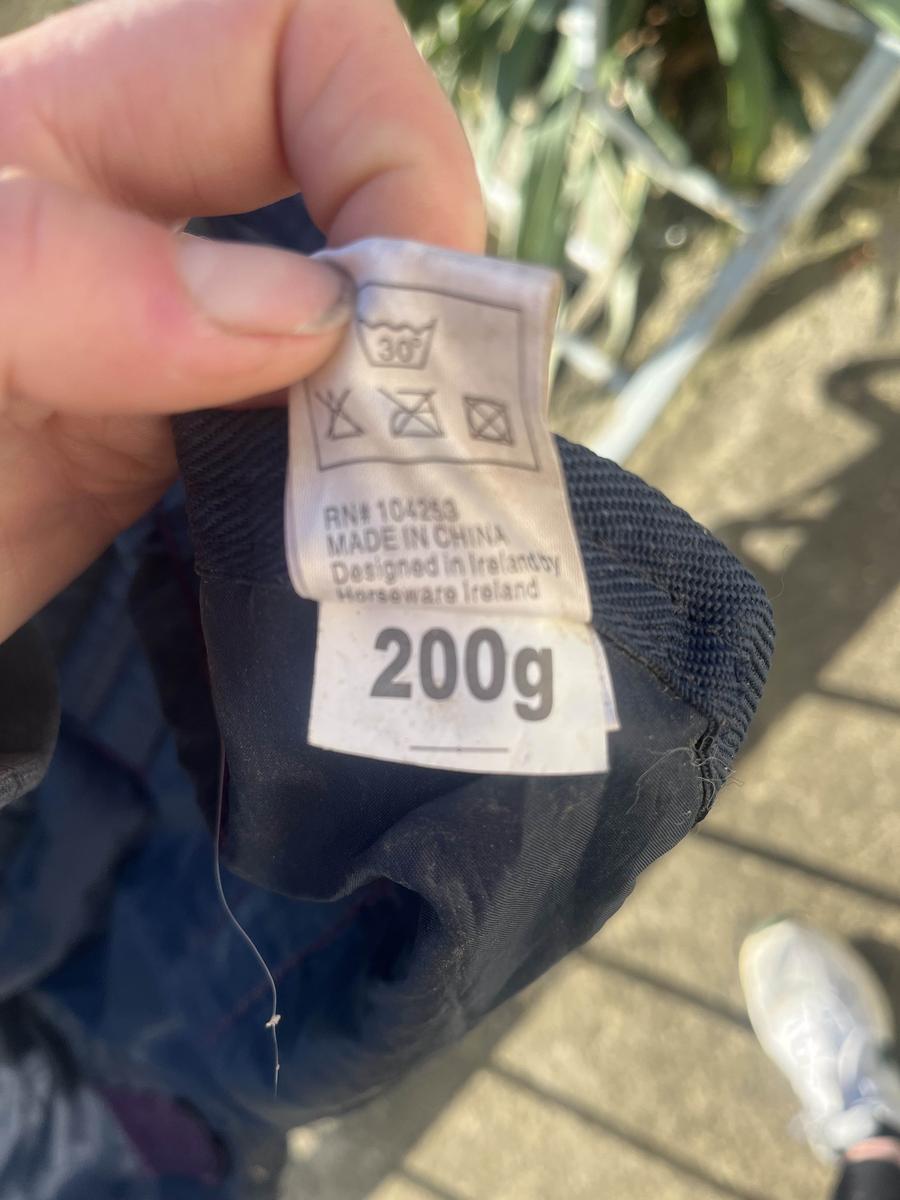 30°
RN# 104253
MADE IN CHINA
Designed in Ireland by
Horseware Ireland
200g